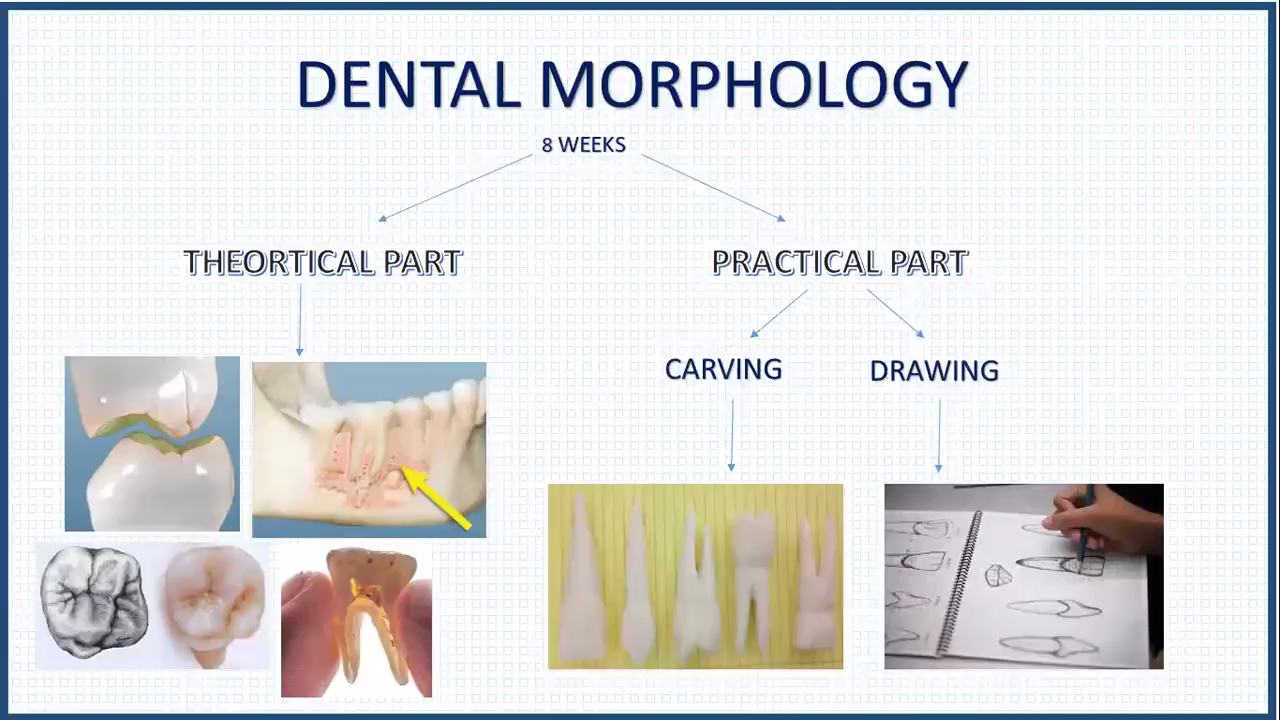 DENTAL MORPHOLOGY
8 WEEKS
THEORTICAL PART
PRACTICAL PART
CARVING
DRAWING